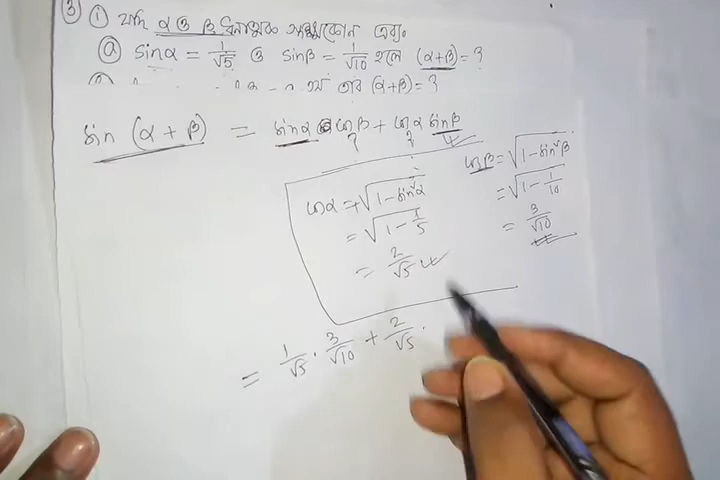 ③ ① যদি α ও β ধনাত্মক সূক্ষ্মকোণ এবং
ⓐ sinα = 1/√5 ও sinβ = 1/√10 হলে (α+β) = ?
তবে (α+β) = ?
sin (α + β) = sinα cosβ + cosα sinβ
? ?
cosβ = √(1 - sin²β)
= √(1 - 1/10)
= 3/√10
cosα = +√(1 - sin²α)
= √(1 - 1/5)
= 2/√5
= 1/√5 · 3/√10 + 2/√5 ·